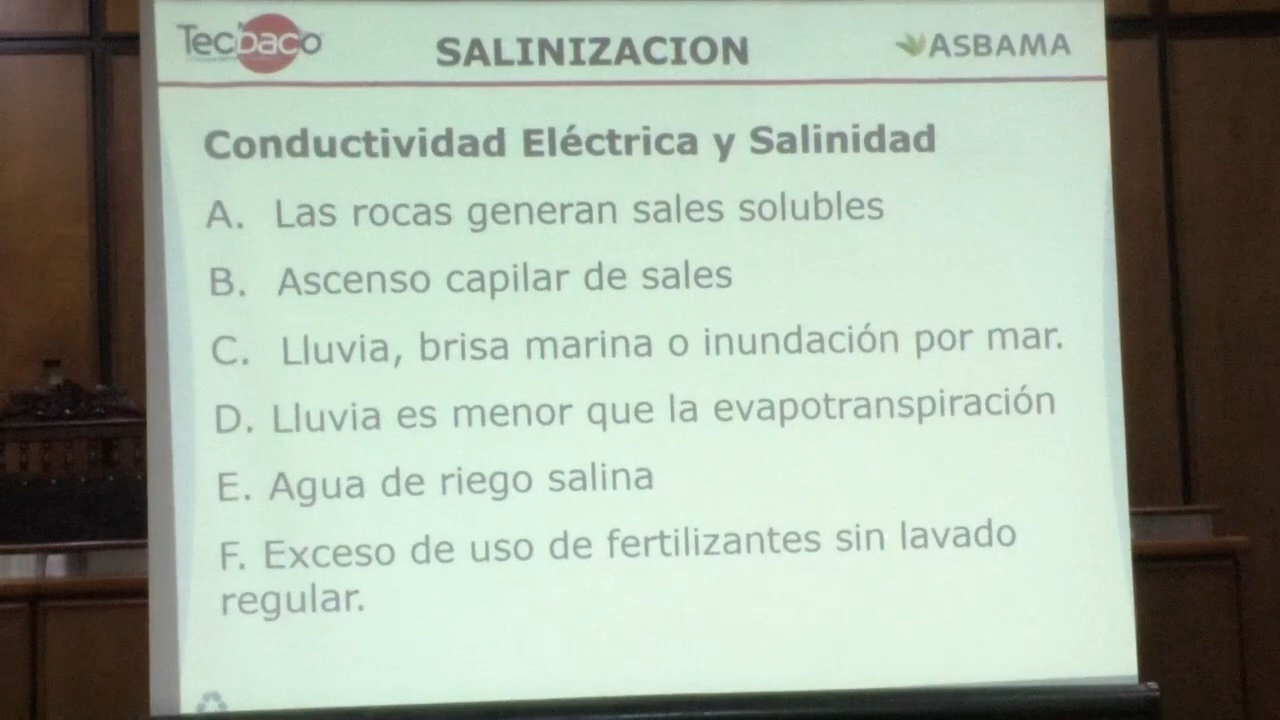 Tecbaco
SALINIZACION
ASBAMA
Conductividad Eléctrica y Salinidad
A. Las rocas generan sales solubles
B. Ascenso capilar de sales
C. Lluvia, brisa marina o inundación por mar.
D. Lluvia es menor que la evapotranspiración
E. Agua de riego salina
F. Exceso de uso de fertilizantes sin lavado
regular.